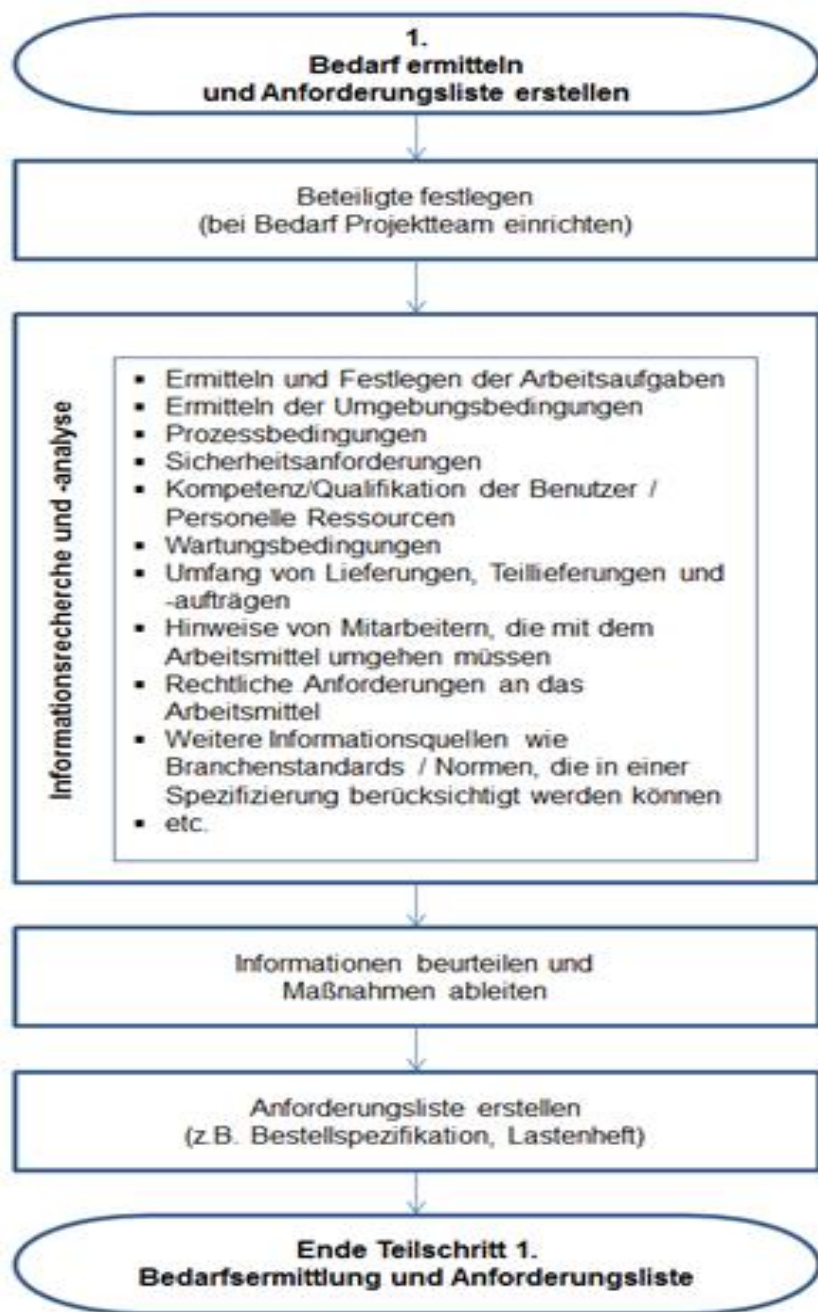 1.
Bedarf ermitteln
und Anforderungsliste erstellen
Beteiligte festlegen
(bei Bedarf Projektteam einrichten)
Informationsrecherche und -analyse
▪ Ermitteln und Festlegen der Arbeitsaufgaben
▪ Ermitteln der Umgebungsbedingungen
▪ Prozessbedingungen
▪ Sicherheitsanforderungen
▪ Kompetenz/Qualifikation der Benutzer /
Personelle Ressourcen
▪ Wartungsbedingungen
▪ Umfang von Lieferungen, Teillieferungen und
-aufträgen
▪ Hinweise von Mitarbeitern, die mit dem
Arbeitsmittel umgehen müssen
▪ Rechtliche Anforderungen an das
Arbeitsmittel
▪ Weitere Informationsquellen wie
Branchenstandards / Normen, die in einer
Spezifizierung berücksichtigt werden können
▪ etc.
Informationen beurteilen und
Maßnahmen ableiten
Anforderungsliste erstellen
(z.B. Bestellspezifikation, Lastenheft)
Ende Teilschritt 1.
Bedarfsermittlung und Anforderungsliste